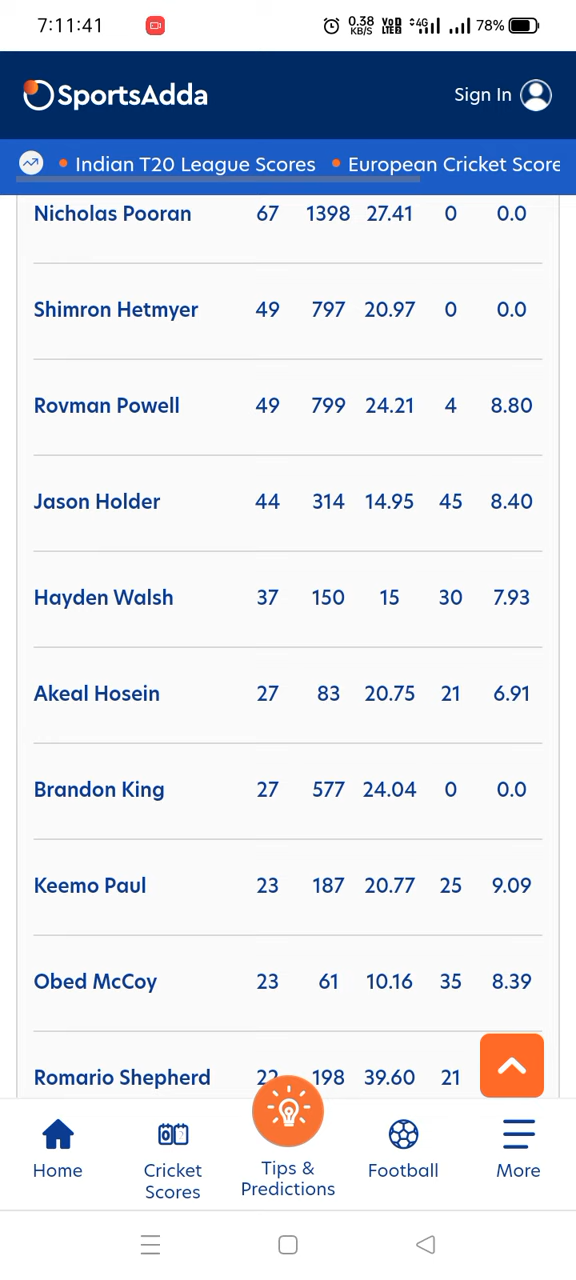 7:11:41 0.38 KB/S VoD LTE2 4G 78%
SportsAdda Sign In
Indian T20 League Scores European Cricket Score
Nicholas Pooran 67 1398 27.41 0 0.0
Shimron Hetmyer 49 797 20.97 0 0.0
Rovman Powell 49 799 24.21 4 8.80
Jason Holder 44 314 14.95 45 8.40
Hayden Walsh 37 150 15 30 7.93
Akeal Hosein 27 83 20.75 21 6.91
Brandon King 27 577 24.04 0 0.0
Keemo Paul 23 187 20.77 25 9.09
Obed McCoy 23 61 10.16 35 8.39
Romario Shepherd 22 198 39.60 21
Home Cricket Scores Tips & Predictions Football More